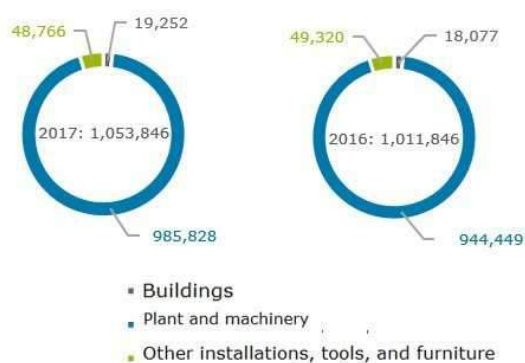 48,766
19,252
2017: 1,053,846
985,828
49,320
18,077
2016: 1,011,846
944,449
Buildings
Plant and machinery
Other installations, tools, and furniture